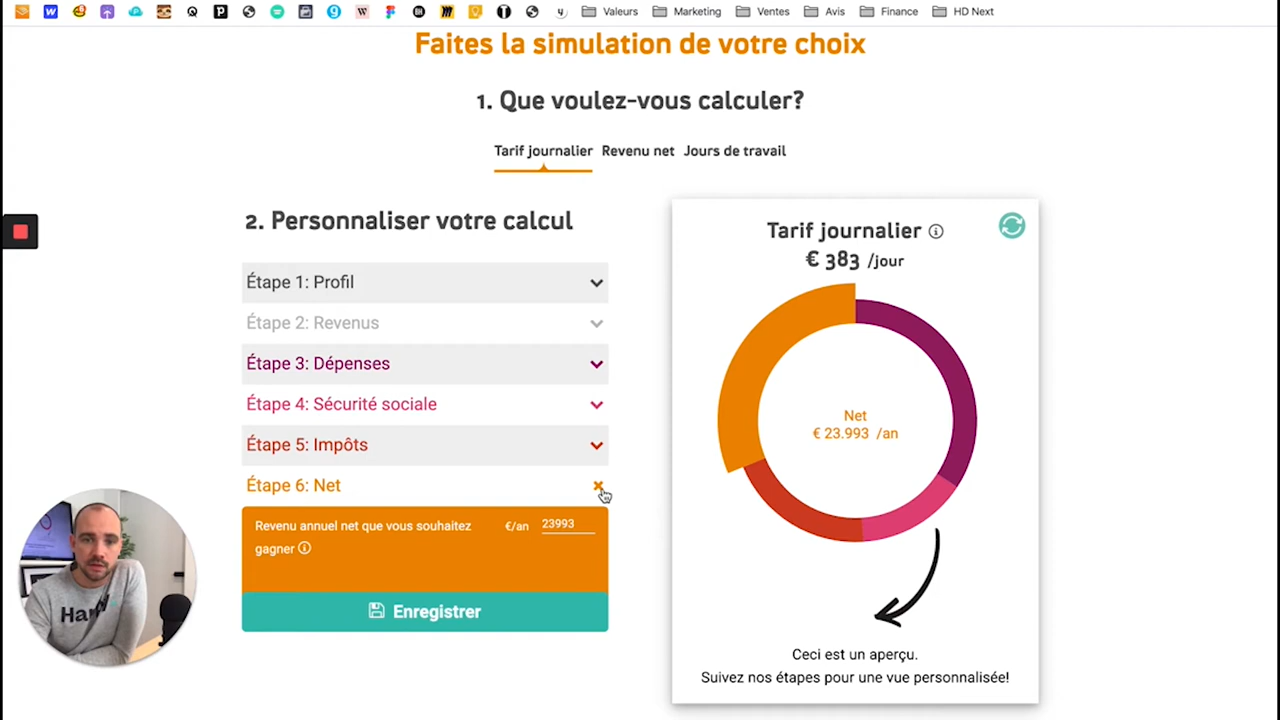 Valeurs Marketing Ventes Avis Finance HD Next
Faites la simulation de votre choix
1. Que voulez-vous calculer?
Tarif journalier Revenu net Jours de travail
2. Personnaliser votre calcul
Étape 1: Profil
Étape 2: Revenus
Étape 3: Dépenses
Étape 4: Sécurité sociale
Étape 5: Impôts
Étape 6: Net
Revenu annuel net que vous souhaitez
gagner
€/an 23993
Enregistrer
Tarif journalier
€ 383 /jour
Net
€ 23.993 /an
Ceci est un aperçu.
Suivez nos étapes pour une vue personnalisée!